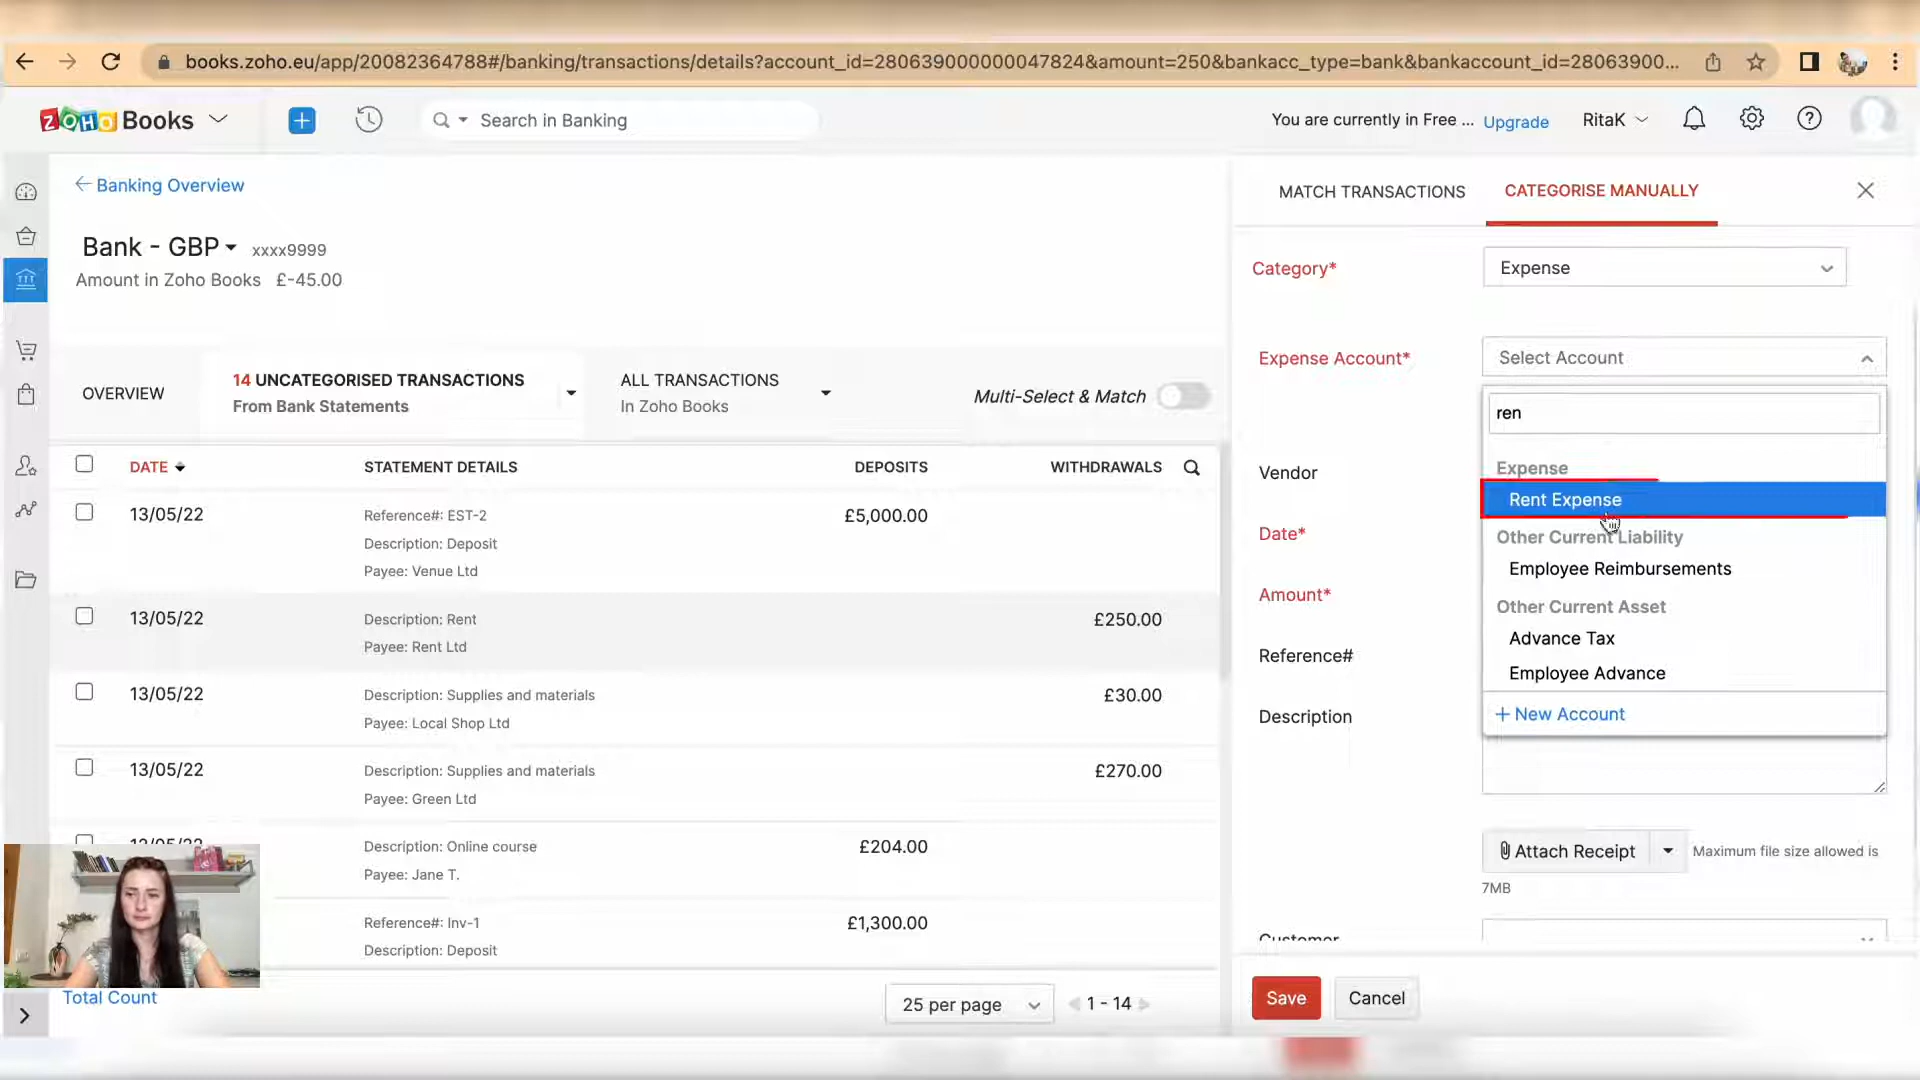 books.zoho.eu/app/20082364788#/banking/transactions/details?account_id=280639000000047824&amount=250&bankacc_type=bank&bankaccount_id=28063900...
ZOHO Books
Search in Banking
You are currently in Free ... Upgrade
RitaK
Banking Overview
Bank - GBP xxxx9999
Amount in Zoho Books £-45.00
OVERVIEW
14 UNCATEGORISED TRANSACTIONS
From Bank Statements
ALL TRANSACTIONS
In Zoho Books
Multi-Select & Match
DATE STATEMENT DETAILS DEPOSITS WITHDRAWALS
13/05/22 Reference#: EST-2 £5,000.00
Description: Deposit
Payee: Venue Ltd
13/05/22 Description: Rent £250.00
Payee: Rent Ltd
13/05/22 Description: Supplies and materials £30.00
Payee: Local Shop Ltd
13/05/22 Description: Supplies and materials £270.00
Payee: Green Ltd
Description: Online course £204.00
Payee: Jane T.
Reference#: Inv-1 £1,300.00
Description: Deposit
Total Count
25 per page
1 - 14
MATCH TRANSACTIONS
CATEGORISE MANUALLY
Category* Expense
Expense Account* Select Account
ren
Expense
Rent Expense
Other Current Liability
Employee Reimbursements
Other Current Asset
Advance Tax
Employee Advance
+ New Account
Vendor
Date*
Amount*
Reference#
Description
Attach Receipt
Maximum file size allowed is
7MB
Customer
Save
Cancel